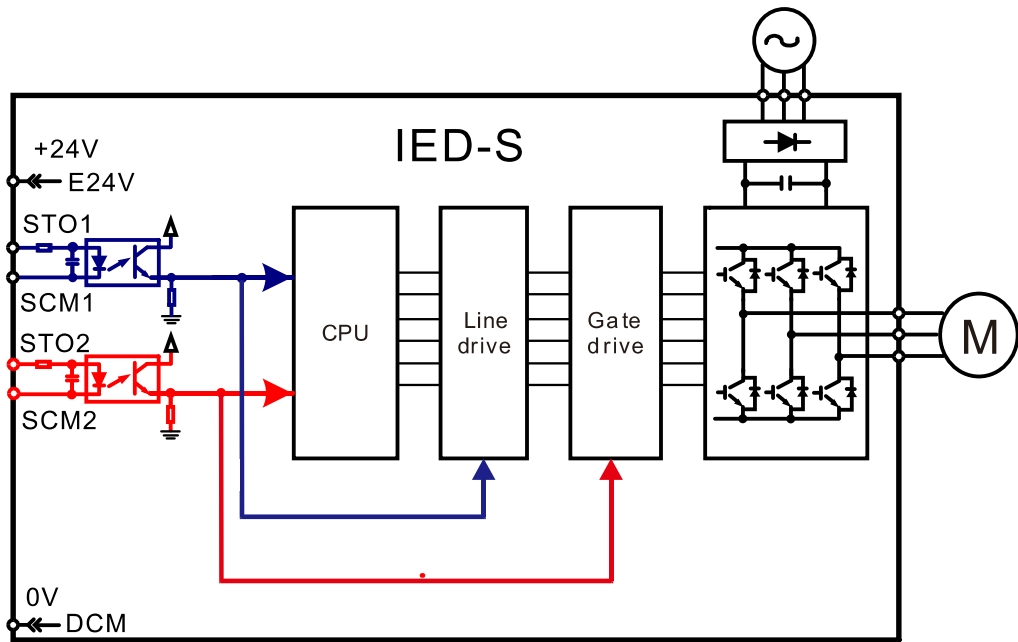 IED-S
+24V
E24V
STO1
SCM1
STO2
SCM2
CPU
Line
drive
Gate
drive
M
0V
DCM